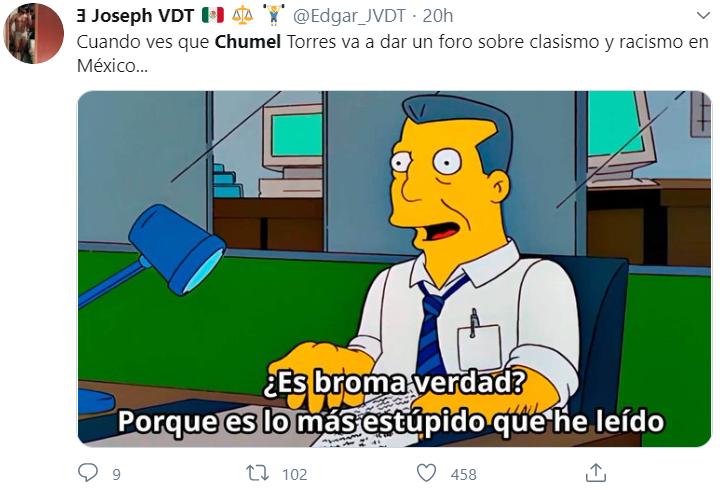 Ǝ Joseph VDT 🇲🇽 ⚖️ 🏋️ @Edgar_JVDT · 20h
Cuando ves que Chumel Torres va a dar un foro sobre clasismo y racismo en
México...
¿Es broma verdad?
Porque es lo más estúpido que he leído
9 102 458